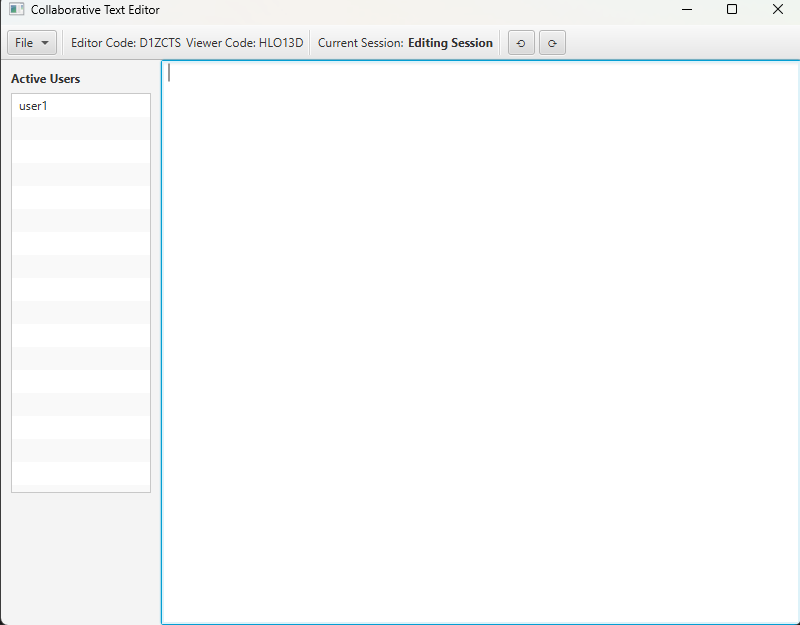 Collaborative Text Editor
File Editor Code: D1ZCTS Viewer Code: HLO13D Current Session: Editing Session
Active Users
user1